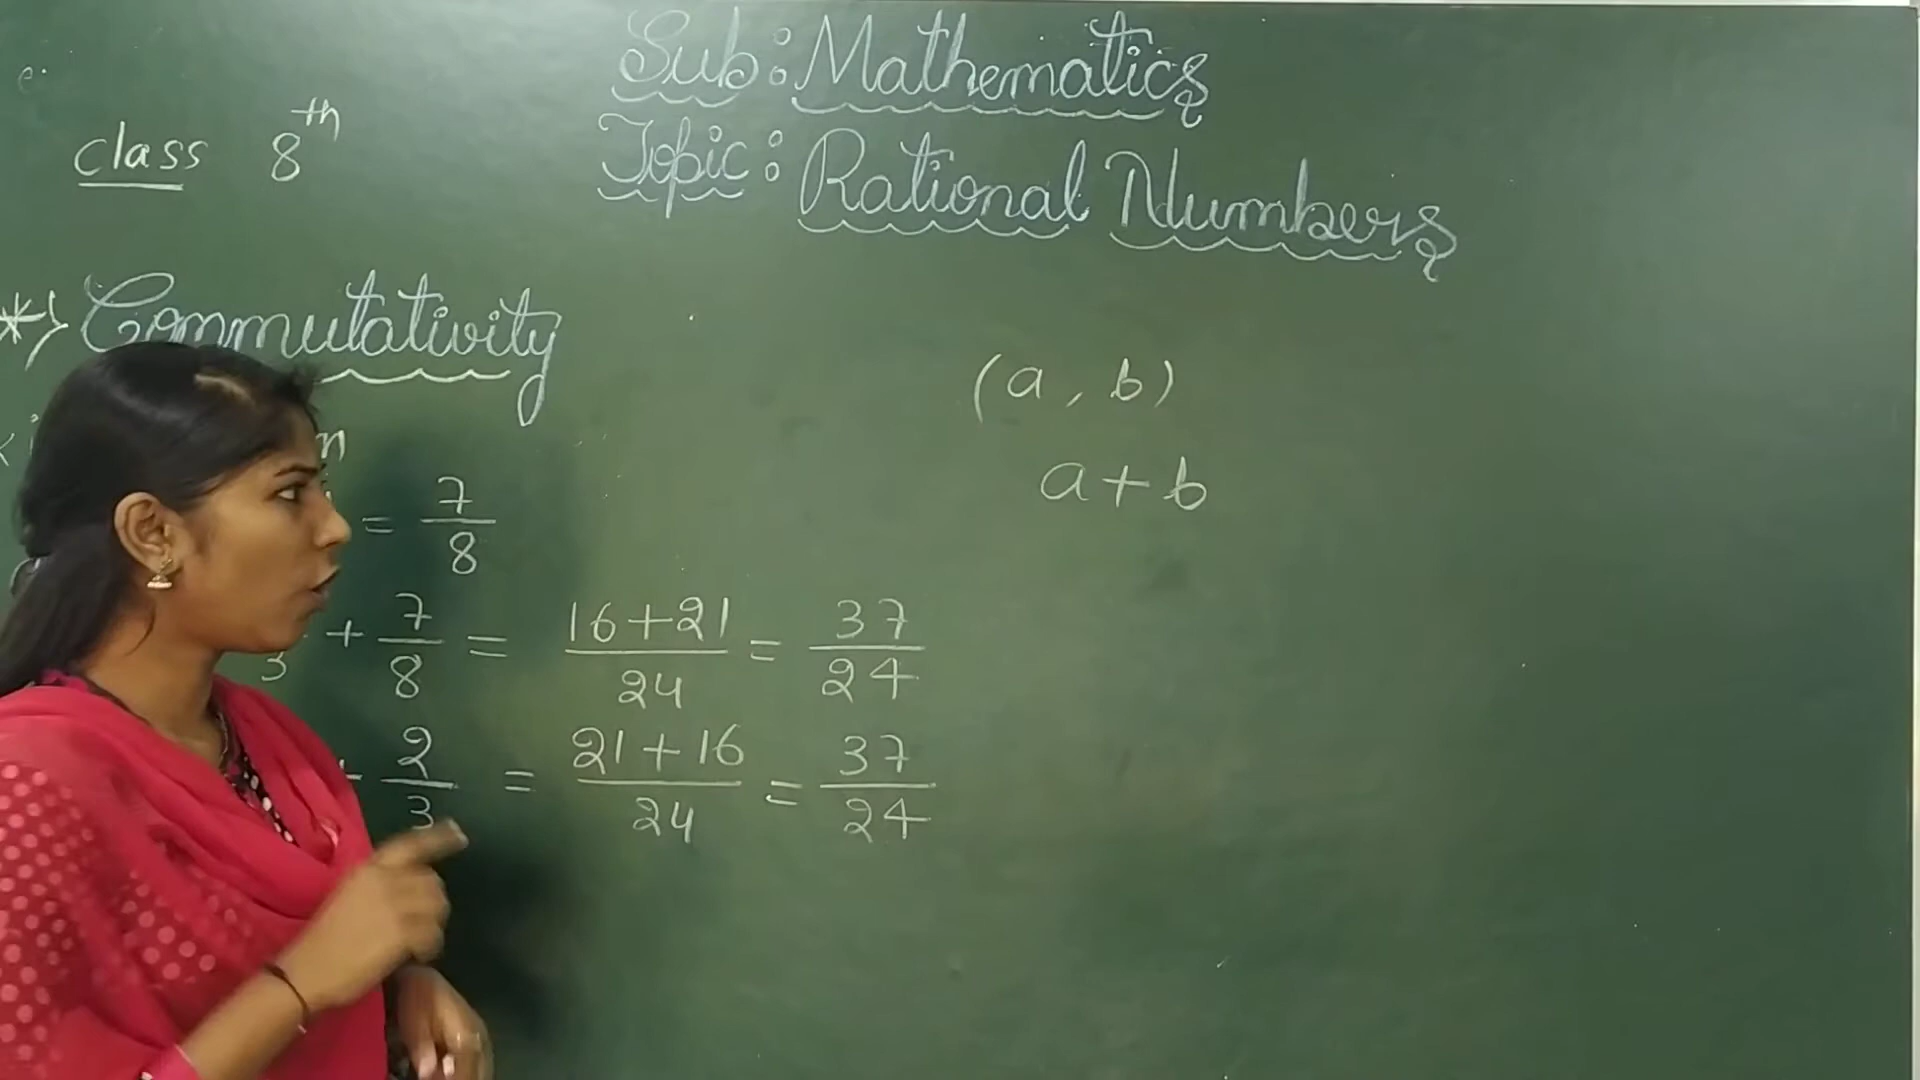 Sub: Mathematics
class 8th
Topic: Rational Numbers
*> Commutativity
(a, b)
a+b
= 7/8
3 + 7/8 = 16+21/24 = 37/24
2/3 = 21+16/24 = 37/24